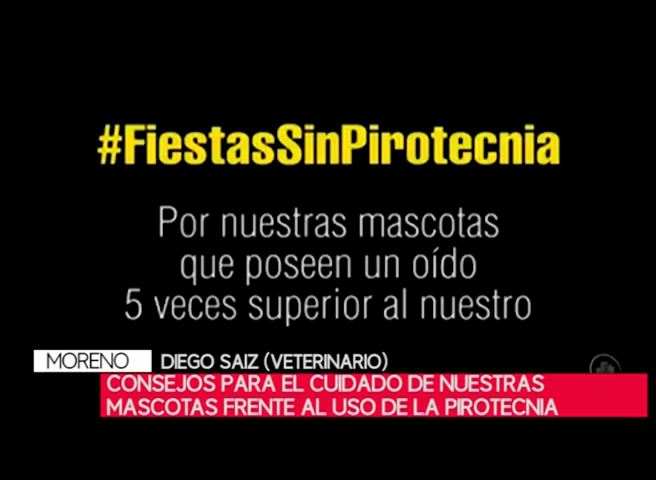 #FiestasSinPirotecnia
Por nuestras mascotas
que poseen un oído
5 veces superior al nuestro
MORENO DIEGO SAIZ (VETERINARIO)
CONSEJOS PARA EL CUIDADO DE NUESTRAS
MASCOTAS FRENTE AL USO DE LA PIROTECNIA